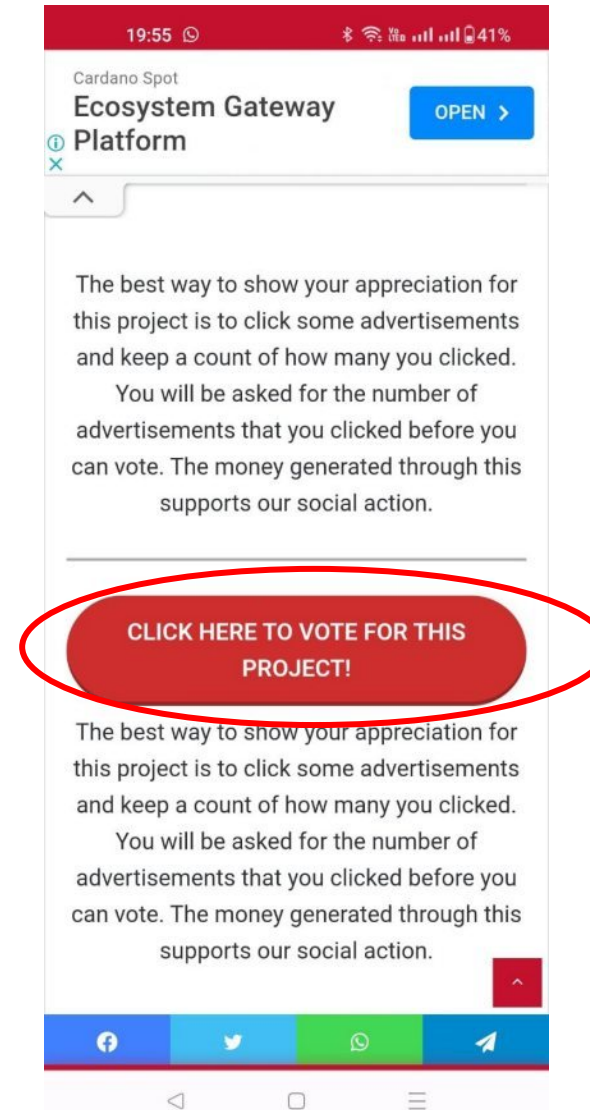 19:55 41%
Cardano Spot
Ecosystem Gateway
Platform
OPEN >
The best way to show your appreciation for
this project is to click some advertisements
and keep a count of how many you clicked.
You will be asked for the number of
advertisements that you clicked before you
can vote. The money generated through this
supports our social action.
CLICK HERE TO VOTE FOR THIS
PROJECT!
The best way to show your appreciation for
this project is to click some advertisements
and keep a count of how many you clicked.
You will be asked for the number of
advertisements that you clicked before you
can vote. The money generated through this
supports our social action.